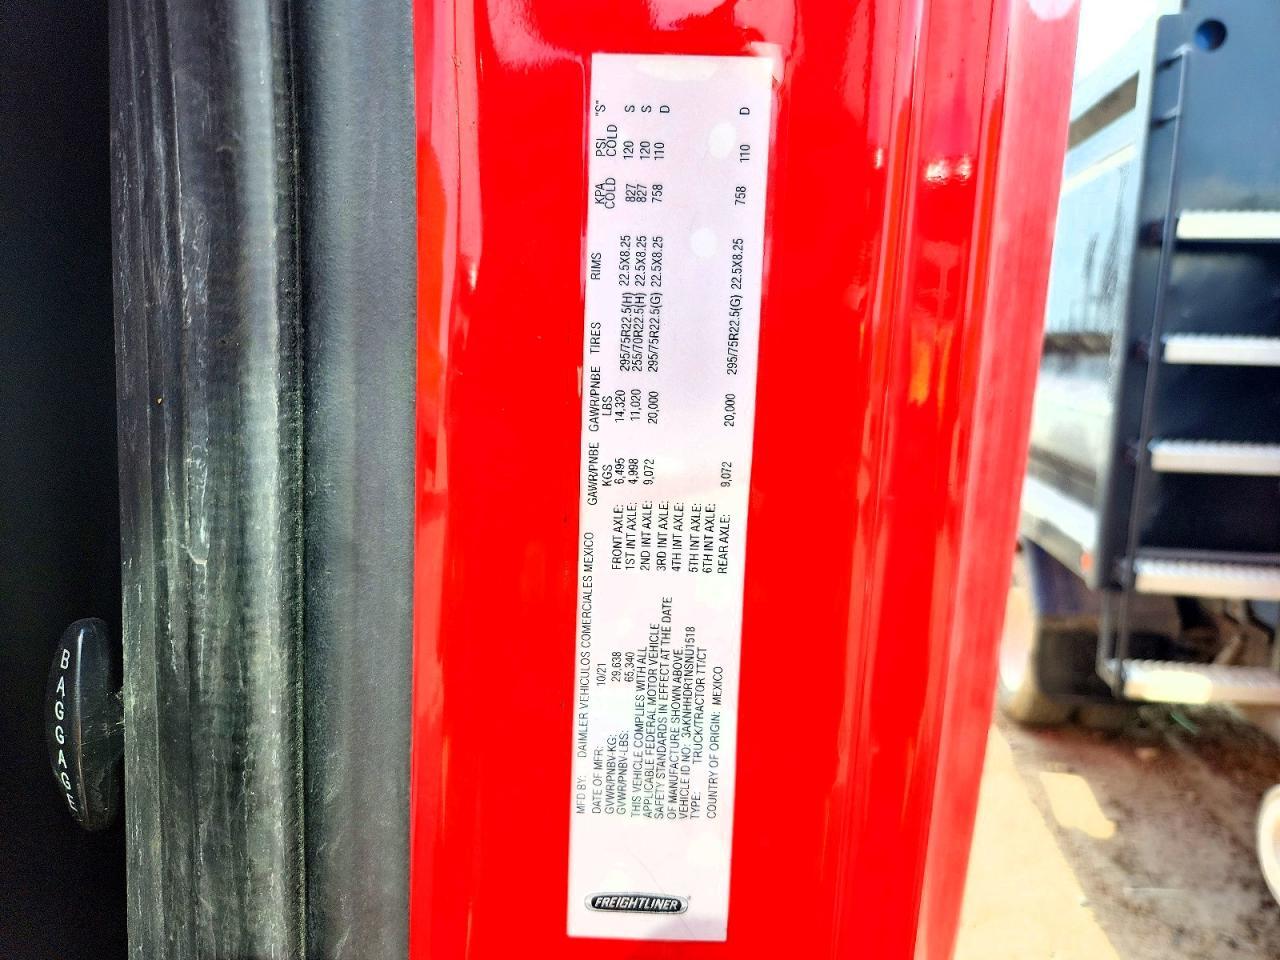 BAGGAGE
FREIGHTLINER
MFD BY: DAIMLER VEHICULOS COMERCIALES MEXICO
DATE OF MFR: 10/21
GVWR/PNBV-KG: 29,638
GVWR/PNBV-LBS: 65,340
THIS VEHICLE COMPLIES WITH ALL
APPLICABLE FEDERAL MOTOR VEHICLE
SAFETY STANDARDS IN EFFECT AT THE DATE
OF MANUFACTURE SHOWN ABOVE.
VEHICLE ID NO: 3AKNHHDR1NSNU1518
TYPE: TRUCK/TRACTOR TT/CT
COUNTRY OF ORIGIN: MEXICO
GAWR/PNBE GAWR/PNBE TIRES RIMS KPA PSI "S"
KGS LBS COLD COLD
FRONT AXLE: 6,495 14,320 295/75R22.5(H) 22.5X8.25 827 120 S
1ST INT AXLE: 4,998 11,020 255/70R22.5(H) 22.5X8.25 827 120 S
2ND INT AXLE: 9,072 20,000 295/75R22.5(G) 22.5X8.25 758 110 D
3RD INT AXLE:
4TH INT AXLE:
5TH INT AXLE:
6TH INT AXLE:
REAR AXLE: 9,072 20,000 295/75R22.5(G) 22.5X8.25 758 110 D